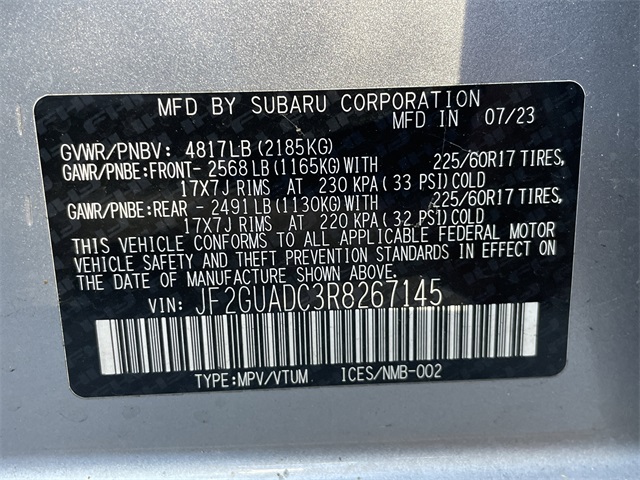 MFD BY SUBARU CORPORATION
MFD IN 07/23
GVWR/PNBV: 4817LB(2185KG)
GAWR/PNBE:FRONT- 2568LB(1165KG)WITH 225/60R17 TIRES,
17X7J RIMS AT 230 KPA(33 PSI)COLD
GAWR/PNBE:REAR - 2491LB(1130KG)WITH 225/60R17 TIRES,
17X7J RIMS AT 220 KPA(32 PSI)COLD
THIS VEHICLE CONFORMS TO ALL APPLICABLE FEDERAL MOTOR
VEHICLE SAFETY AND THEFT PREVENTION STANDARDS IN EFFECT ON
THE DATE OF MANUFACTURE SHOWN ABOVE.
VIN: JF2GUADC3R8267145
TYPE:MPV/VTUM ICES/NMB-002